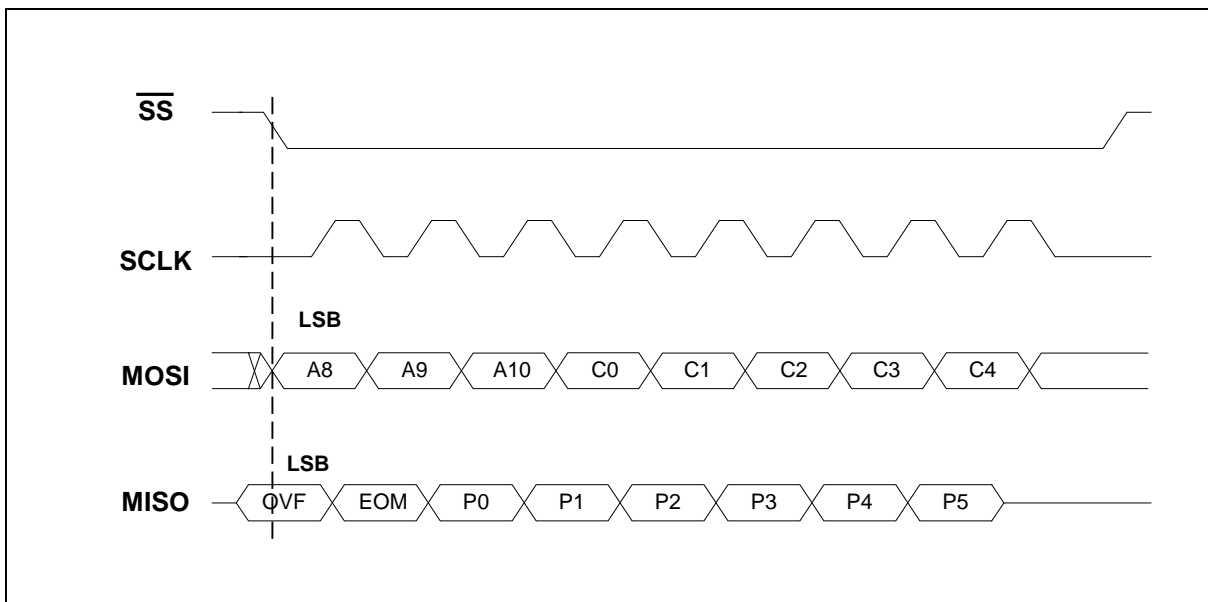 SS
SCLK
LSB
MOSI A8 A9 A10 C0 C1 C2 C3 C4
LSB
MISO OVF EOM P0 P1 P2 P3 P4 P5